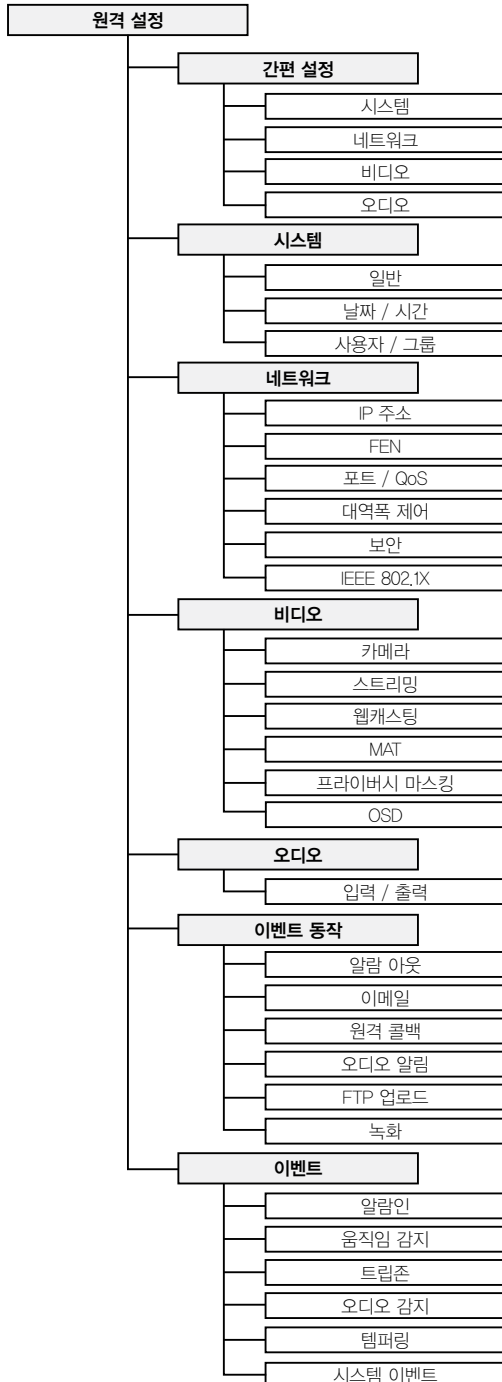 원격 설정
간편 설정
시스템
네트워크
비디오
오디오
시스템
일반
날짜 / 시간
사용자 / 그룹
네트워크
IP 주소
FEN
포트 / QoS
대역폭 제어
보안
IEEE 802.1X
비디오
카메라
스트리밍
웹캐스팅
MAT
프라이버시 마스킹
OSD
오디오
입력 / 출력
이벤트 동작
알람 아웃
이메일
원격 콜백
오디오 알림
FTP 업로드
녹화
이벤트
알람인
움직임 감지
트립존
오디오 감지
템퍼링
시스템 이벤트